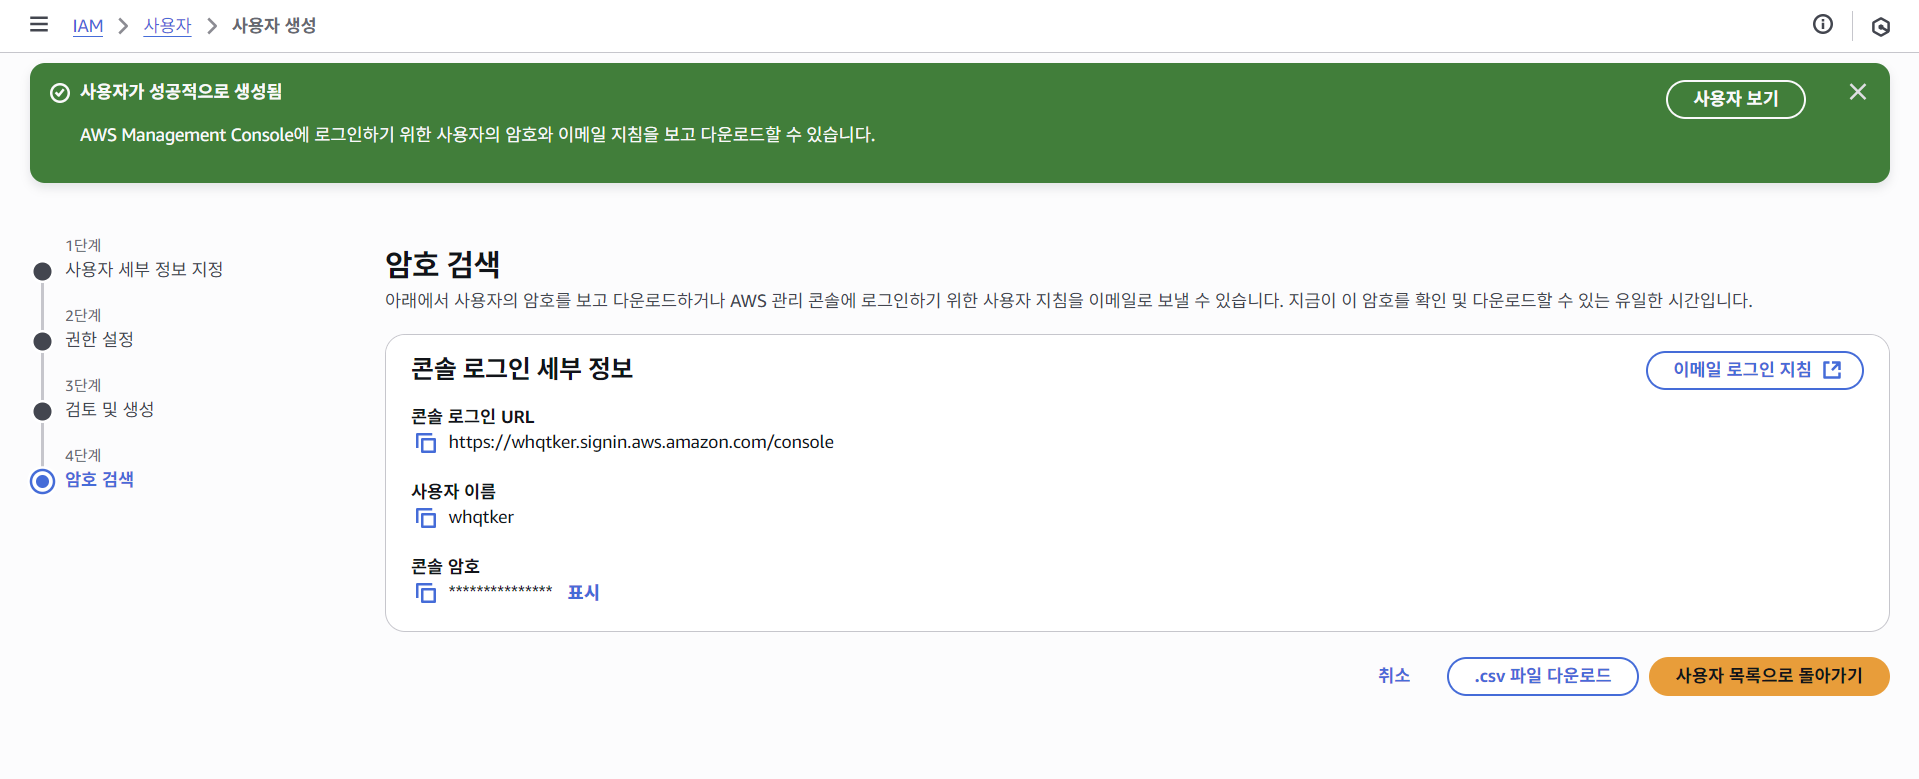 IAM > 사용자 > 사용자 생성
사용자가 성공적으로 생성됨
사용자 보기
AWS Management Console에 로그인하기 위한 사용자의 암호와 이메일 지침을 보고 다운로드할 수 있습니다.
1단계
사용자 세부 정보 지정
2단계
권한 설정
3단계
검토 및 생성
4단계
암호 검색
암호 검색
아래에서 사용자의 암호를 보고 다운로드하거나 AWS 관리 콘솔에 로그인하기 위한 사용자 지침을 이메일로 보낼 수 있습니다. 지금이 이 암호를 확인 및 다운로드할 수 있는 유일한 시간입니다.
콘솔 로그인 세부 정보
이메일 로그인 지침
콘솔 로그인 URL
https://whqtker.signin.aws.amazon.com/console
사용자 이름
whqtker
콘솔 암호
*************** 표시
취소
.csv 파일 다운로드
사용자 목록으로 돌아가기